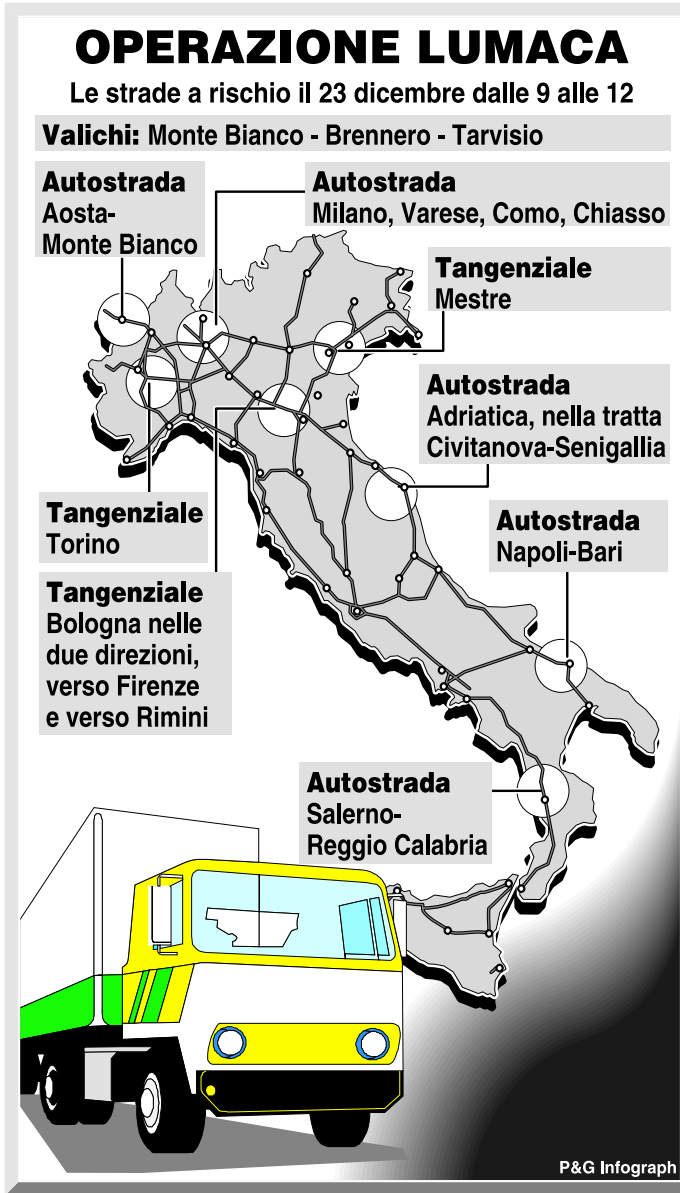 OPERAZIONE LUMACA
Le strade a rischio il 23 dicembre dalle 9 alle 12
Valichi: Monte Bianco - Brennero - Tarvisio
Autostrada
Aosta-
Monte Bianco
Autostrada
Milano, Varese, Como, Chiasso
Tangenziale
Mestre
Autostrada
Adriatica, nella tratta
Civitanova-Senigallia
Tangenziale
Torino
Autostrada
Napoli-Bari
Tangenziale
Bologna nelle
due direzioni,
verso Firenze
e verso Rimini
Autostrada
Salerno-
Reggio Calabria
P&G Infograph